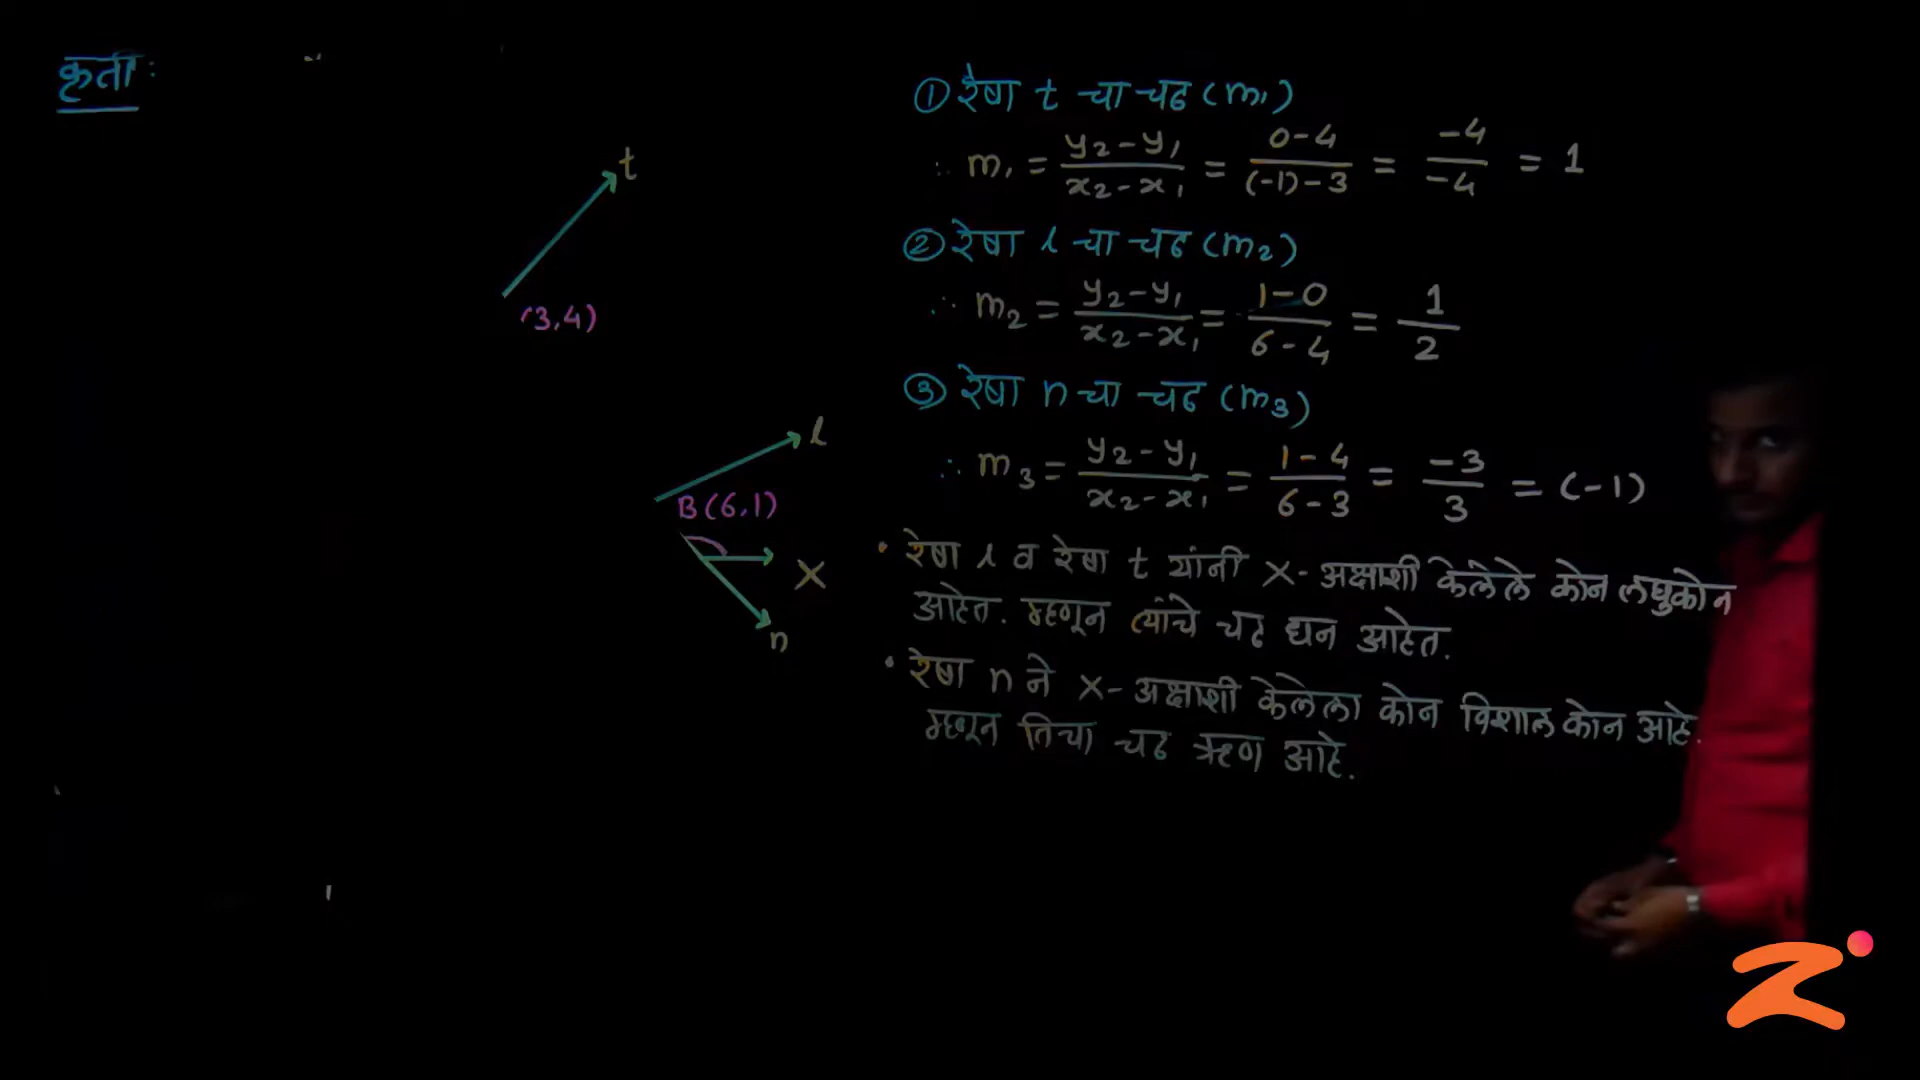 कृती :
t
(3,4)
l
B(6,1)
X
n
① रेषा t चा चढ (m₁)
∴ m₁ = (y₂-y₁)/(x₂-x₁) = (0-4)/((-1)-3) = -4/-4 = 1
② रेषा l चा चढ (m₂)
∴ m₂ = (y₂-y₁)/(x₂-x₁) = (1-0)/(6-4) = 1/2
③ रेषा n चा चढ (m₃)
∴ m₃ = (y₂-y₁)/(x₂-x₁) = (1-4)/(6-3) = -3/3 = (-1)
• रेषा l व रेषा t यांनी X-अक्षाशी केलेले कोन लघुकोन
आहेत. म्हणून त्यांचे चढ धन आहेत.
• रेषा n ने X-अक्षाशी केलेला कोन विशालकोन आहे.
म्हणून तिचा चढ ऋण आहे.